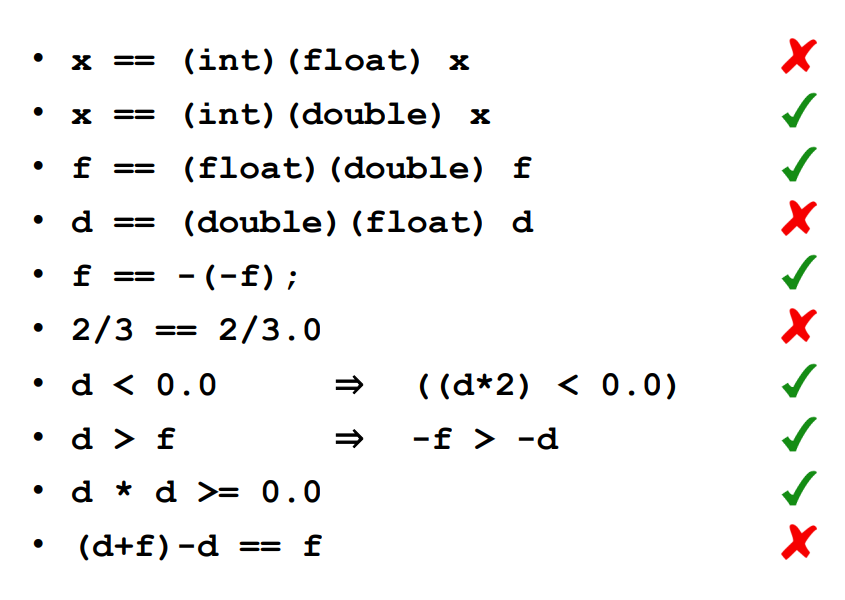 • x == (int)(float) x ✘
• x == (int)(double) x ✓
• f == (float)(double) f ✓
• d == (double)(float) d ✘
• f == -(-f); ✓
• 2/3 == 2/3.0 ✘
• d < 0.0 ⇒ ((d*2) < 0.0) ✓
• d > f ⇒ -f > -d ✓
• d * d >= 0.0 ✓
• (d+f)-d == f ✘